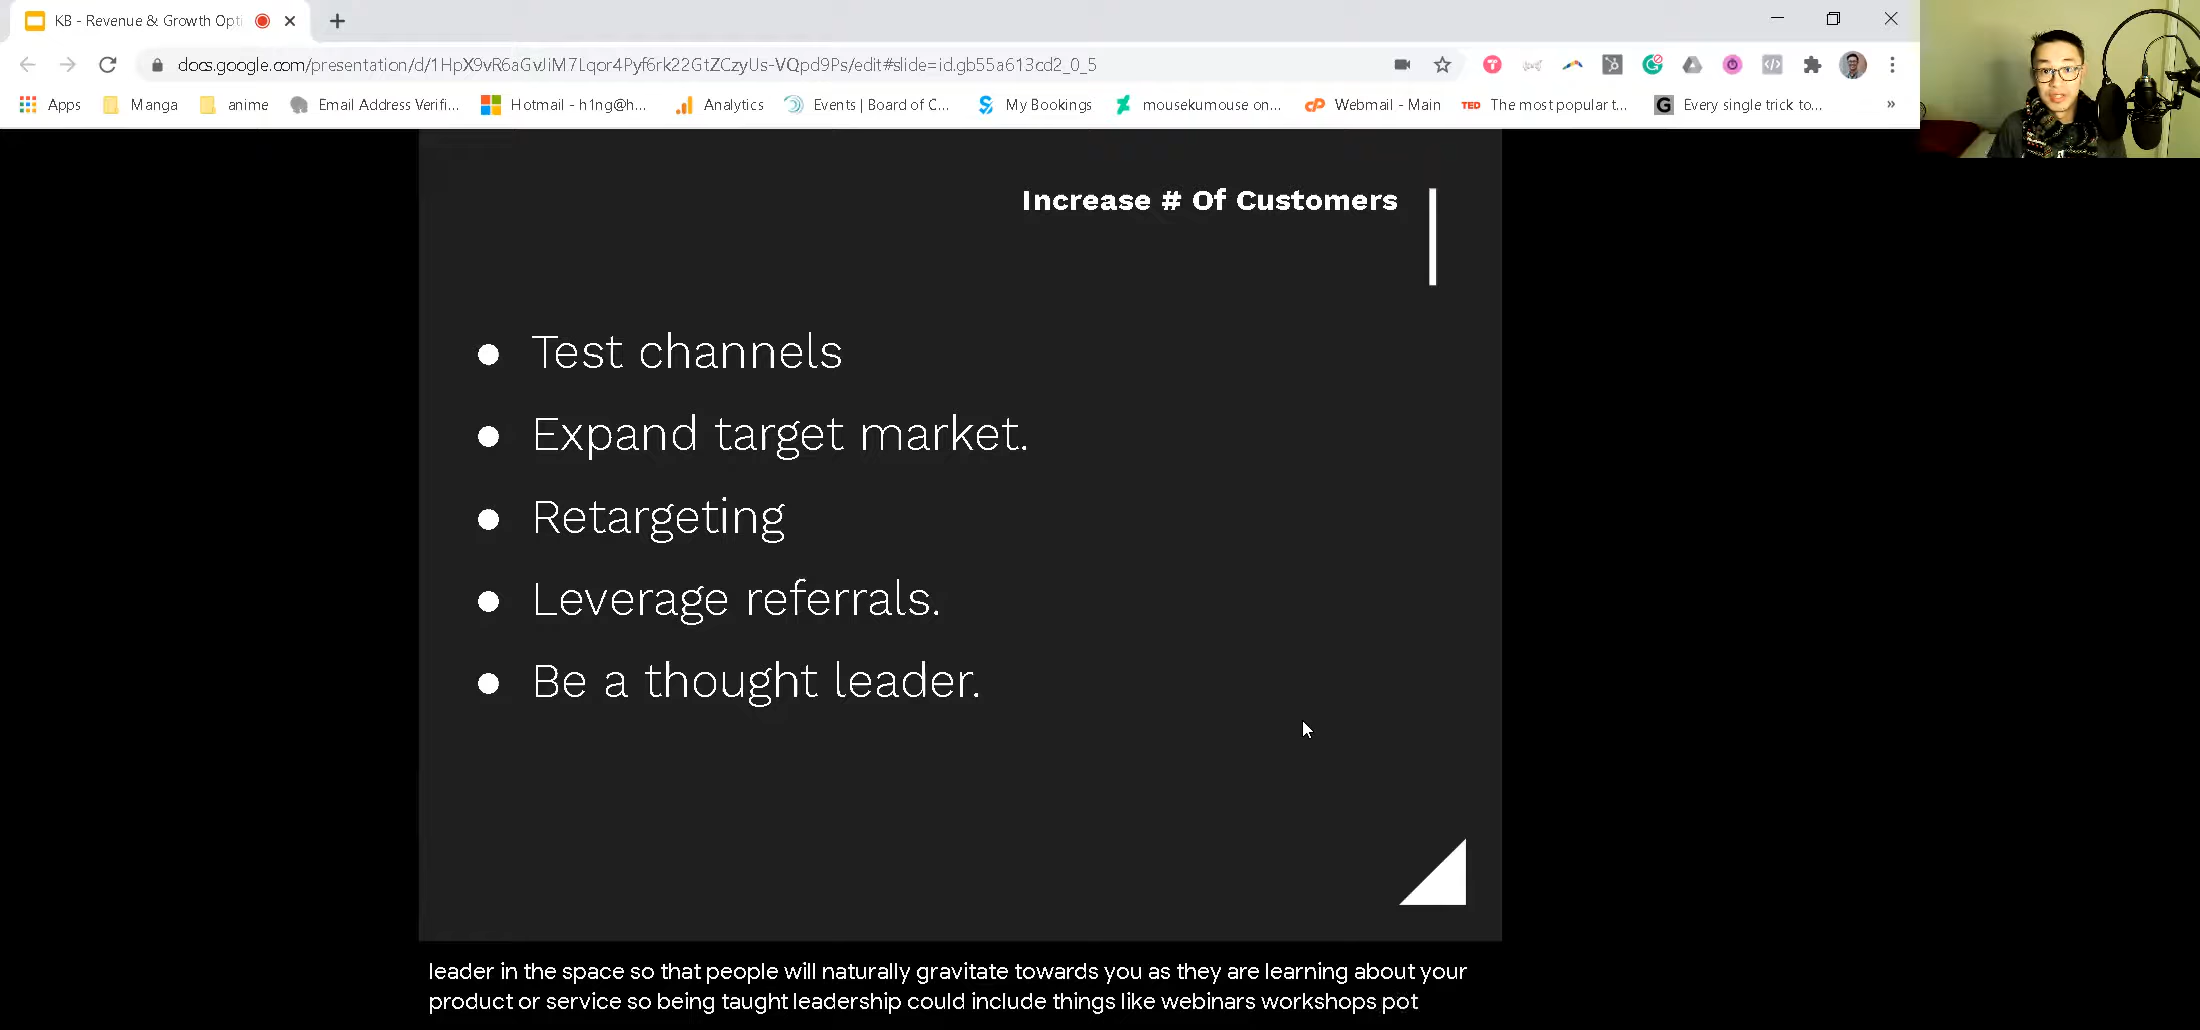 KB - Revenue & Growth Opti
docs.google.com/presentation/d/1HpX9vR6aGvJiM7Lqor4Pyf6rk22GtZCzyUs-VQpd9Ps/edit#slide=id.gb55a613cd2_0_5
Apps Manga anime Email Address Verifi... Hotmail - h1ng@h... Analytics Events | Board of C... My Bookings mousekumouse on... cP Webmail - Main TED The most popular t... G Every single trick to... »
Increase # Of Customers
● Test channels
● Expand target market.
● Retargeting
● Leverage referrals.
● Be a thought leader.
leader in the space so that people will naturally gravitate towards you as they are learning about your
product or service so being taught leadership could include things like webinars workshops pot